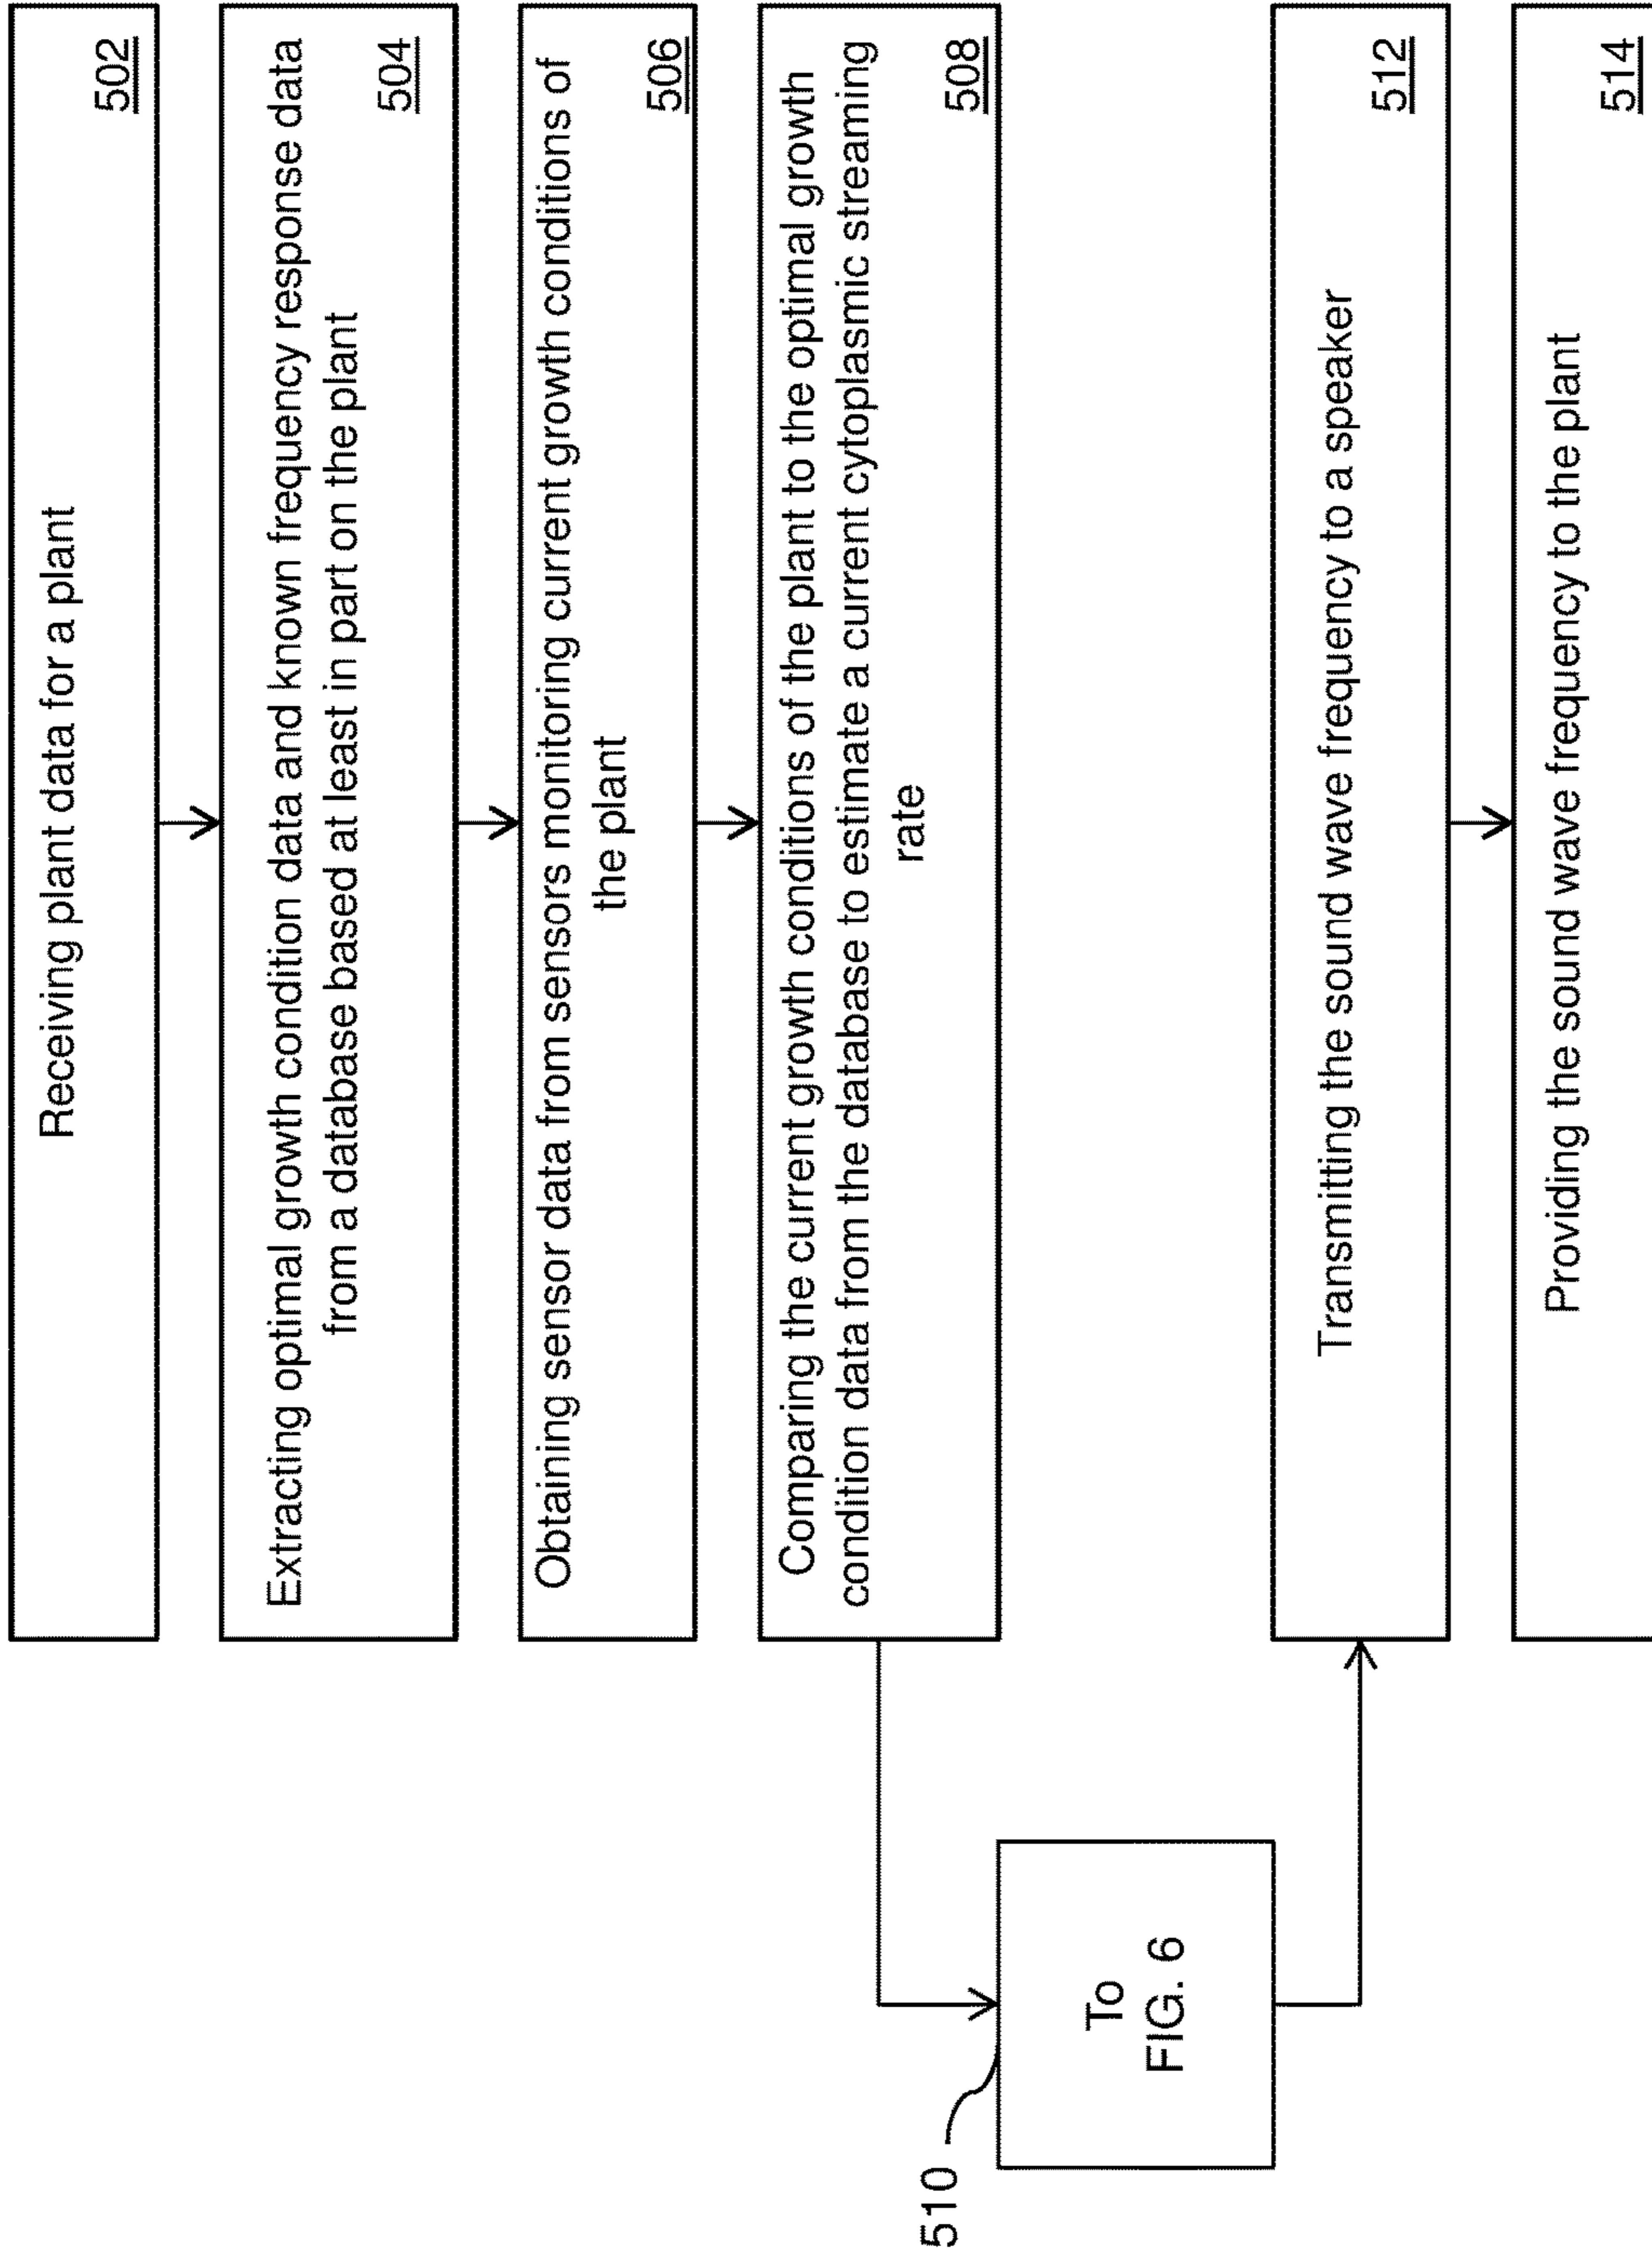 Receiving plant data for a plant
502
Extracting optimal growth condition data and known frequency response data
from a database based at least in part on the plant
504
Obtaining sensor data from sensors monitoring current growth conditions of
the plant
506
Comparing the current growth conditions of the plant to the optimal growth
condition data from the database to estimate a current cytoplasmic streaming
rate
508
510
To
FIG. 6
Transmitting the sound wave frequency to a speaker
512
Providing the sound wave frequency to the plant
514